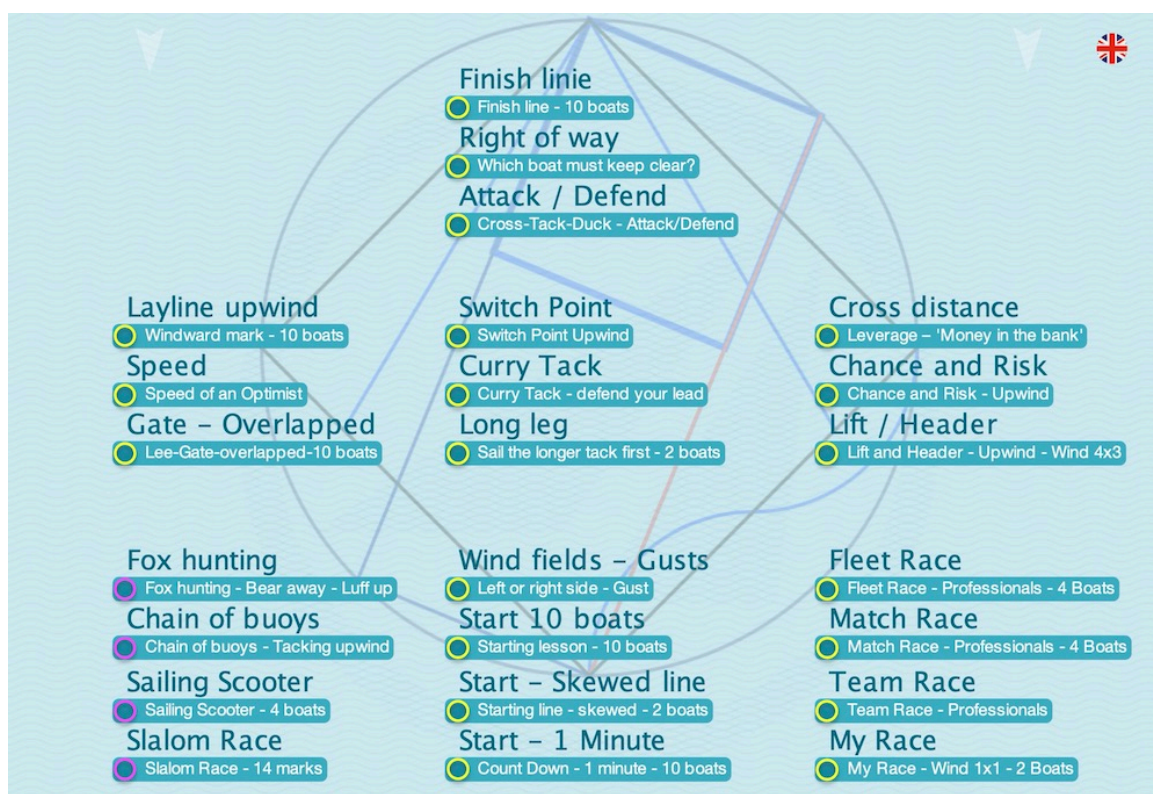 Finish linie
Finish line - 10 boats
Right of way
Which boat must keep clear?
Attack / Defend
Cross-Tack-Duck - Attack/Defend
Layline upwind
Windward mark - 10 boats
Speed
Speed of an Optimist
Gate – Overlapped
Lee-Gate-overlapped-10 boats
Switch Point
Switch Point Upwind
Curry Tack
Curry Tack - defend your lead
Long leg
Sail the longer tack first - 2 boats
Cross distance
Leverage – 'Money in the bank'
Chance and Risk
Chance and Risk - Upwind
Lift / Header
Lift and Header - Upwind - Wind 4x3
Fox hunting
Fox hunting - Bear away - Luff up
Chain of buoys
Chain of buoys - Tacking upwind
Sailing Scooter
Sailing Scooter - 4 boats
Slalom Race
Slalom Race - 14 marks
Wind fields – Gusts
Left or right side - Gust
Start 10 boats
Starting lesson - 10 boats
Start – Skewed line
Starting line - skewed - 2 boats
Start – 1 Minute
Count Down - 1 minute - 10 boats
Fleet Race
Fleet Race - Professionals - 4 Boats
Match Race
Match Race - Professionals - 4 Boats
Team Race
Team Race - Professionals
My Race
My Race - Wind 1x1 - 2 Boats